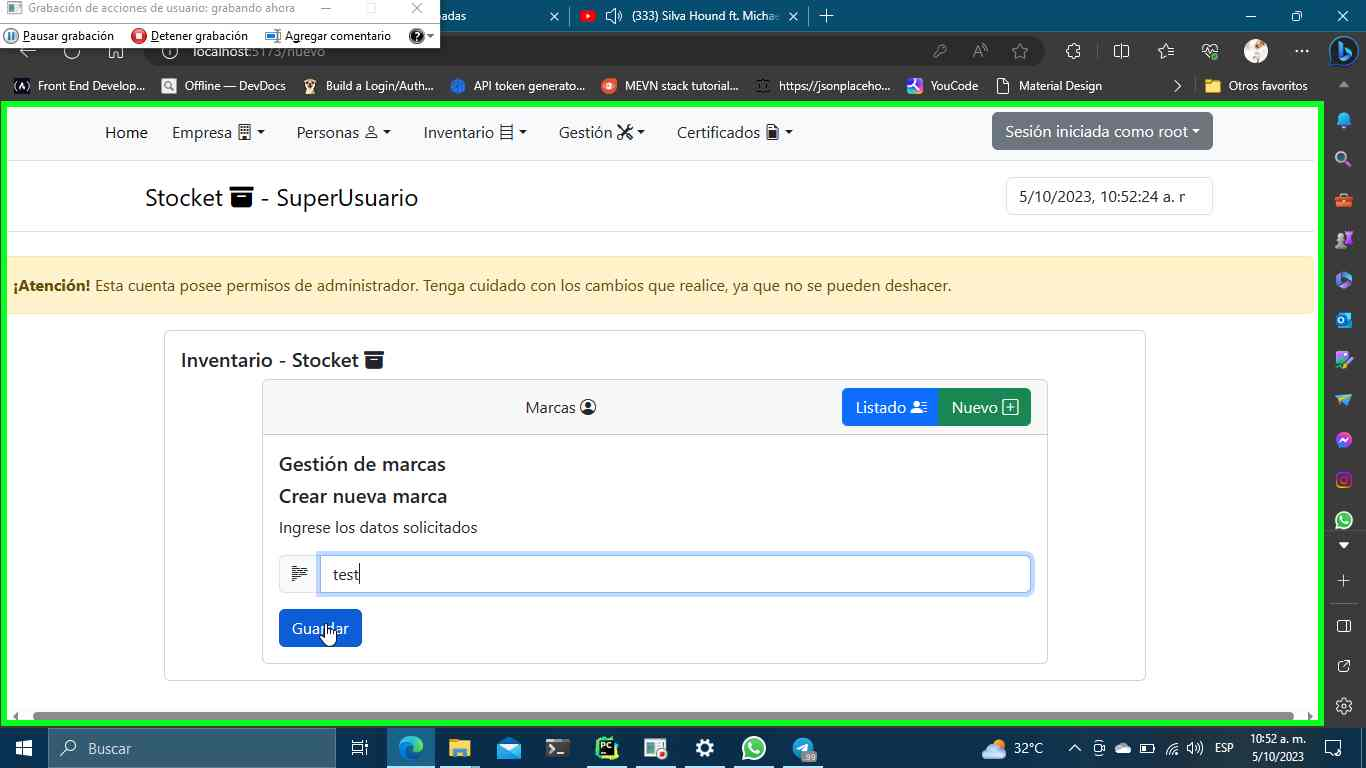 Grabación de acciones de usuario: grabando ahora
adas
(333) Silva Hound ft. Michae
Pausar grabación
Detener grabación
Agregar comentario
localhost:5173/nuevo
Front End Develop...
Offline — DevDocs
Build a Login/Auth...
API token generato...
MEVN stack tutorial...
https://jsonplaceho...
YouCode
Material Design
Otros favoritos
Home
Empresa
Personas
Inventario
Gestión
Certificados
Sesión iniciada como root
Stocket - SuperUsuario
5/10/2023, 10:52:24 a. r
¡Atención! Esta cuenta posee permisos de administrador. Tenga cuidado con los cambios que realice, ya que no se pueden deshacer.
Inventario - Stocket
Marcas
Listado
Nuevo
Gestión de marcas
Crear nueva marca
Ingrese los datos solicitados
test
Guardar
Buscar
PC
99
32°C
ESP
10:52 a. m.
5/10/2023